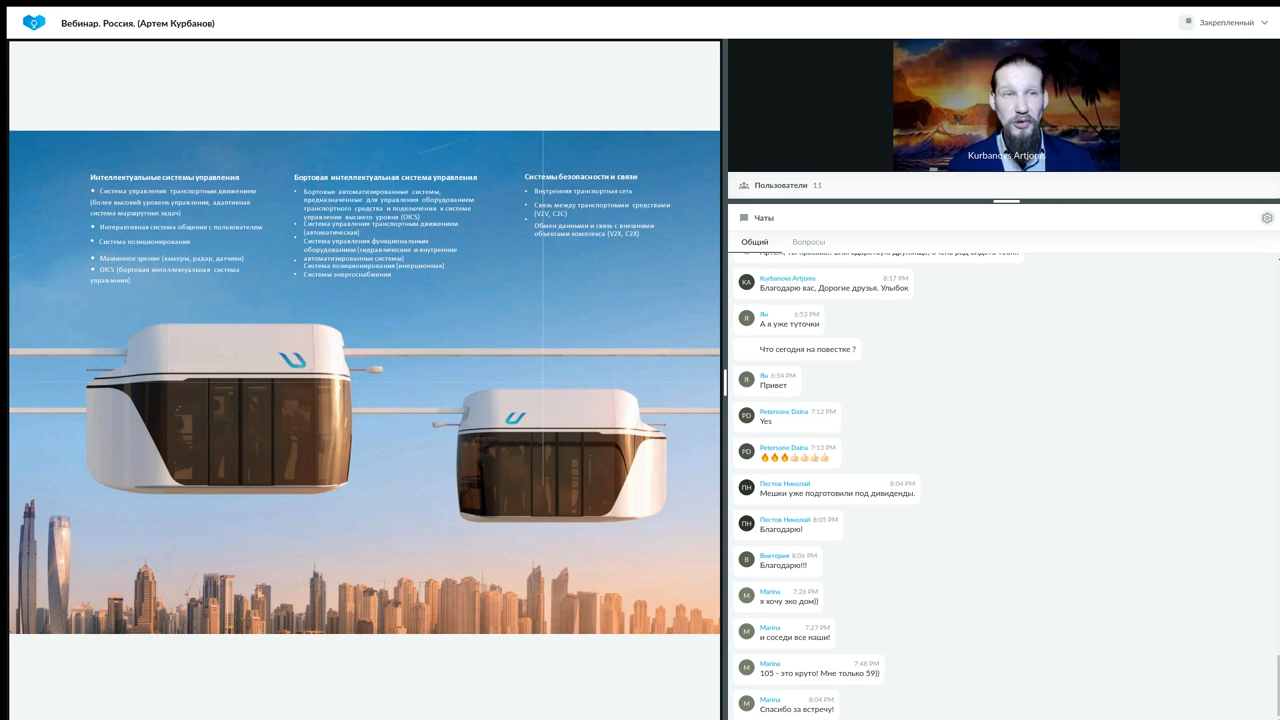 Вебинар. Россия. (Артем Курбанов)
Закрепленный
Интеллектуальные системы управления
• Система управления транспортным движением
(более высокий уровень управления, адаптивная
система маршрутных задач)
• Интерактивная система общения с пользователем
• Система позиционирования
• Машинное зрение (камеры, радар, датчики)
• OICS (бортовая интеллектуальная система
управления)
Бортовая интеллектуальная система управления
• Бортовые автоматизированные системы,
предназначенные для управления оборудованием
транспортного средства и подключения к системе
управления высшего уровня (OICS)
• Система управления транспортным движением
(автоматическая)
• Система управления функциональным
оборудованием (гидравлические и внутренние
автоматизированные системы)
• Система позиционирования (инерционная)
• Системы энергоснабжения
Системы безопасности и связи
• Внутренняя транспортная сеть
• Связь между транспортными средствами
(V2V, C2C)
• Обмен данными и связь с внешними
объектами комплекса (V2X, C2X)
Kurbanovs Artjoms
Пользователи 11
Чаты
Общий Вопросы
KA Kurbanovs Artjoms 8:17 PM
Благодарю вас, Дорогие друзья. Улыбок
Я Ян 6:53 PM
А я уже туточки
Что сегодня на повестке ?
Я Ян 6:54 PM
Привет
PD Petersone Daina 7:12 PM
Yes
PD Petersone Daina 7:13 PM
🔥🔥🔥👍🏻👍🏻👍🏻👍🏻
ПН Пестов Николай 8:04 PM
Мешки уже подготовили под дивиденды.
ПН Пестов Николай 8:05 PM
Благодарю!
В Виктория 8:06 PM
Благодарю!!!
M Marina 7:26 PM
я хочу эко дом))
M Marina 7:27 PM
и соседи все наши!
M Marina 7:48 PM
105 - это круто! Мне только 59))
M Marina 8:04 PM
Спасибо за встречу!